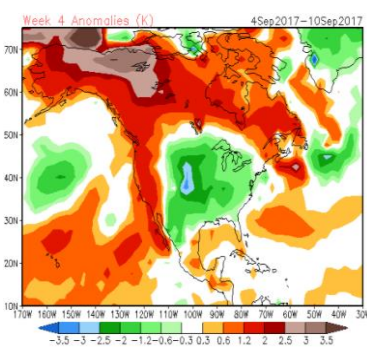 Week 4 Anomalies (K) 4Sep2017-10Sep2017
70N
60N
50N
40N
30N
20N
10N
170W 160W 150W 140W 130W 120W 110W 100W 90W 80W 70W 60W 50W 40W 30W
-3.5 -3 -2.5 -2 -1.2 -0.6 -0.3 0.3 0.6 1.2 2 2.5 3 3.5